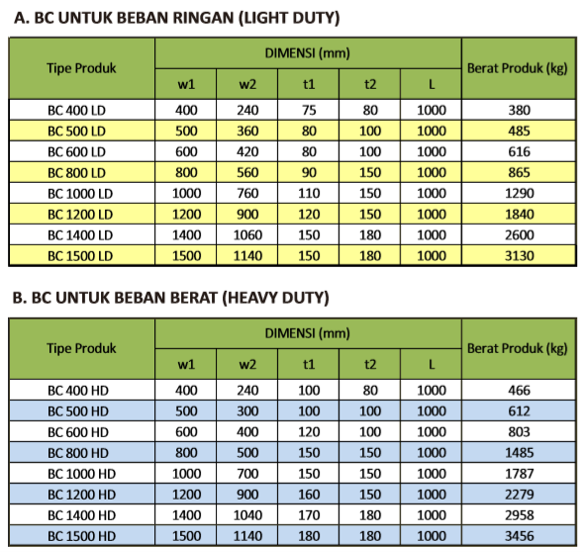 A. BC UNTUK BEBAN RINGAN (LIGHT DUTY)
Tipe Produk DIMENSI (mm) Berat Produk (kg)
w1 w2 t1 t2 L
BC 400 LD 400 240 75 80 1000 380
BC 500 LD 500 360 80 100 1000 485
BC 600 LD 600 420 80 100 1000 616
BC 800 LD 800 560 90 150 1000 865
BC 1000 LD 1000 760 110 150 1000 1290
BC 1200 LD 1200 900 120 150 1000 1840
BC 1400 LD 1400 1060 150 180 1000 2600
BC 1500 LD 1500 1140 150 180 1000 3130
B. BC UNTUK BEBAN BERAT (HEAVY DUTY)
Tipe Produk DIMENSI (mm) Berat Produk (kg)
w1 w2 t1 t2 L
BC 400 HD 400 240 100 80 1000 466
BC 500 HD 500 300 100 100 1000 612
BC 600 HD 600 400 120 100 1000 803
BC 800 HD 800 500 150 150 1000 1485
BC 1000 HD 1000 700 150 150 1000 1787
BC 1200 HD 1200 900 160 150 1000 2279
BC 1400 HD 1400 1040 170 180 1000 2958
BC 1500 HD 1500 1140 180 180 1000 3456